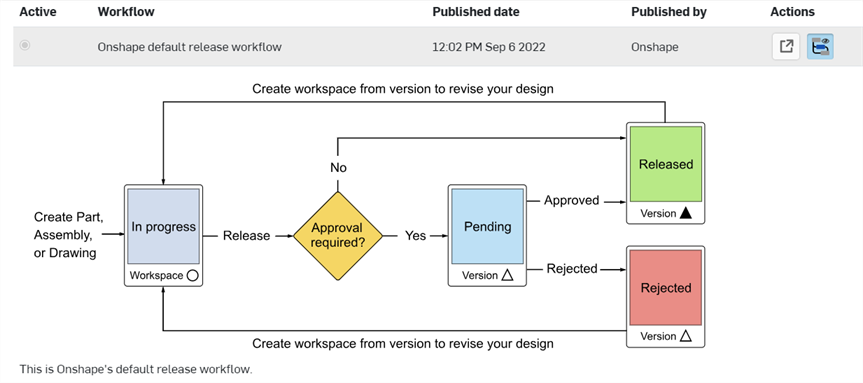 Active Workflow Published date Published by Actions
Onshape default release workflow 12:02 PM Sep 6 2022 Onshape
Create workspace from version to revise your design
No
Released
Version
Create Part,
Assembly,
or Drawing
In progress
Workspace
Release
Approval
required?
Yes
Pending
Version
Approved
Rejected
Rejected
Version
Create workspace from version to revise your design
This is Onshape's default release workflow.